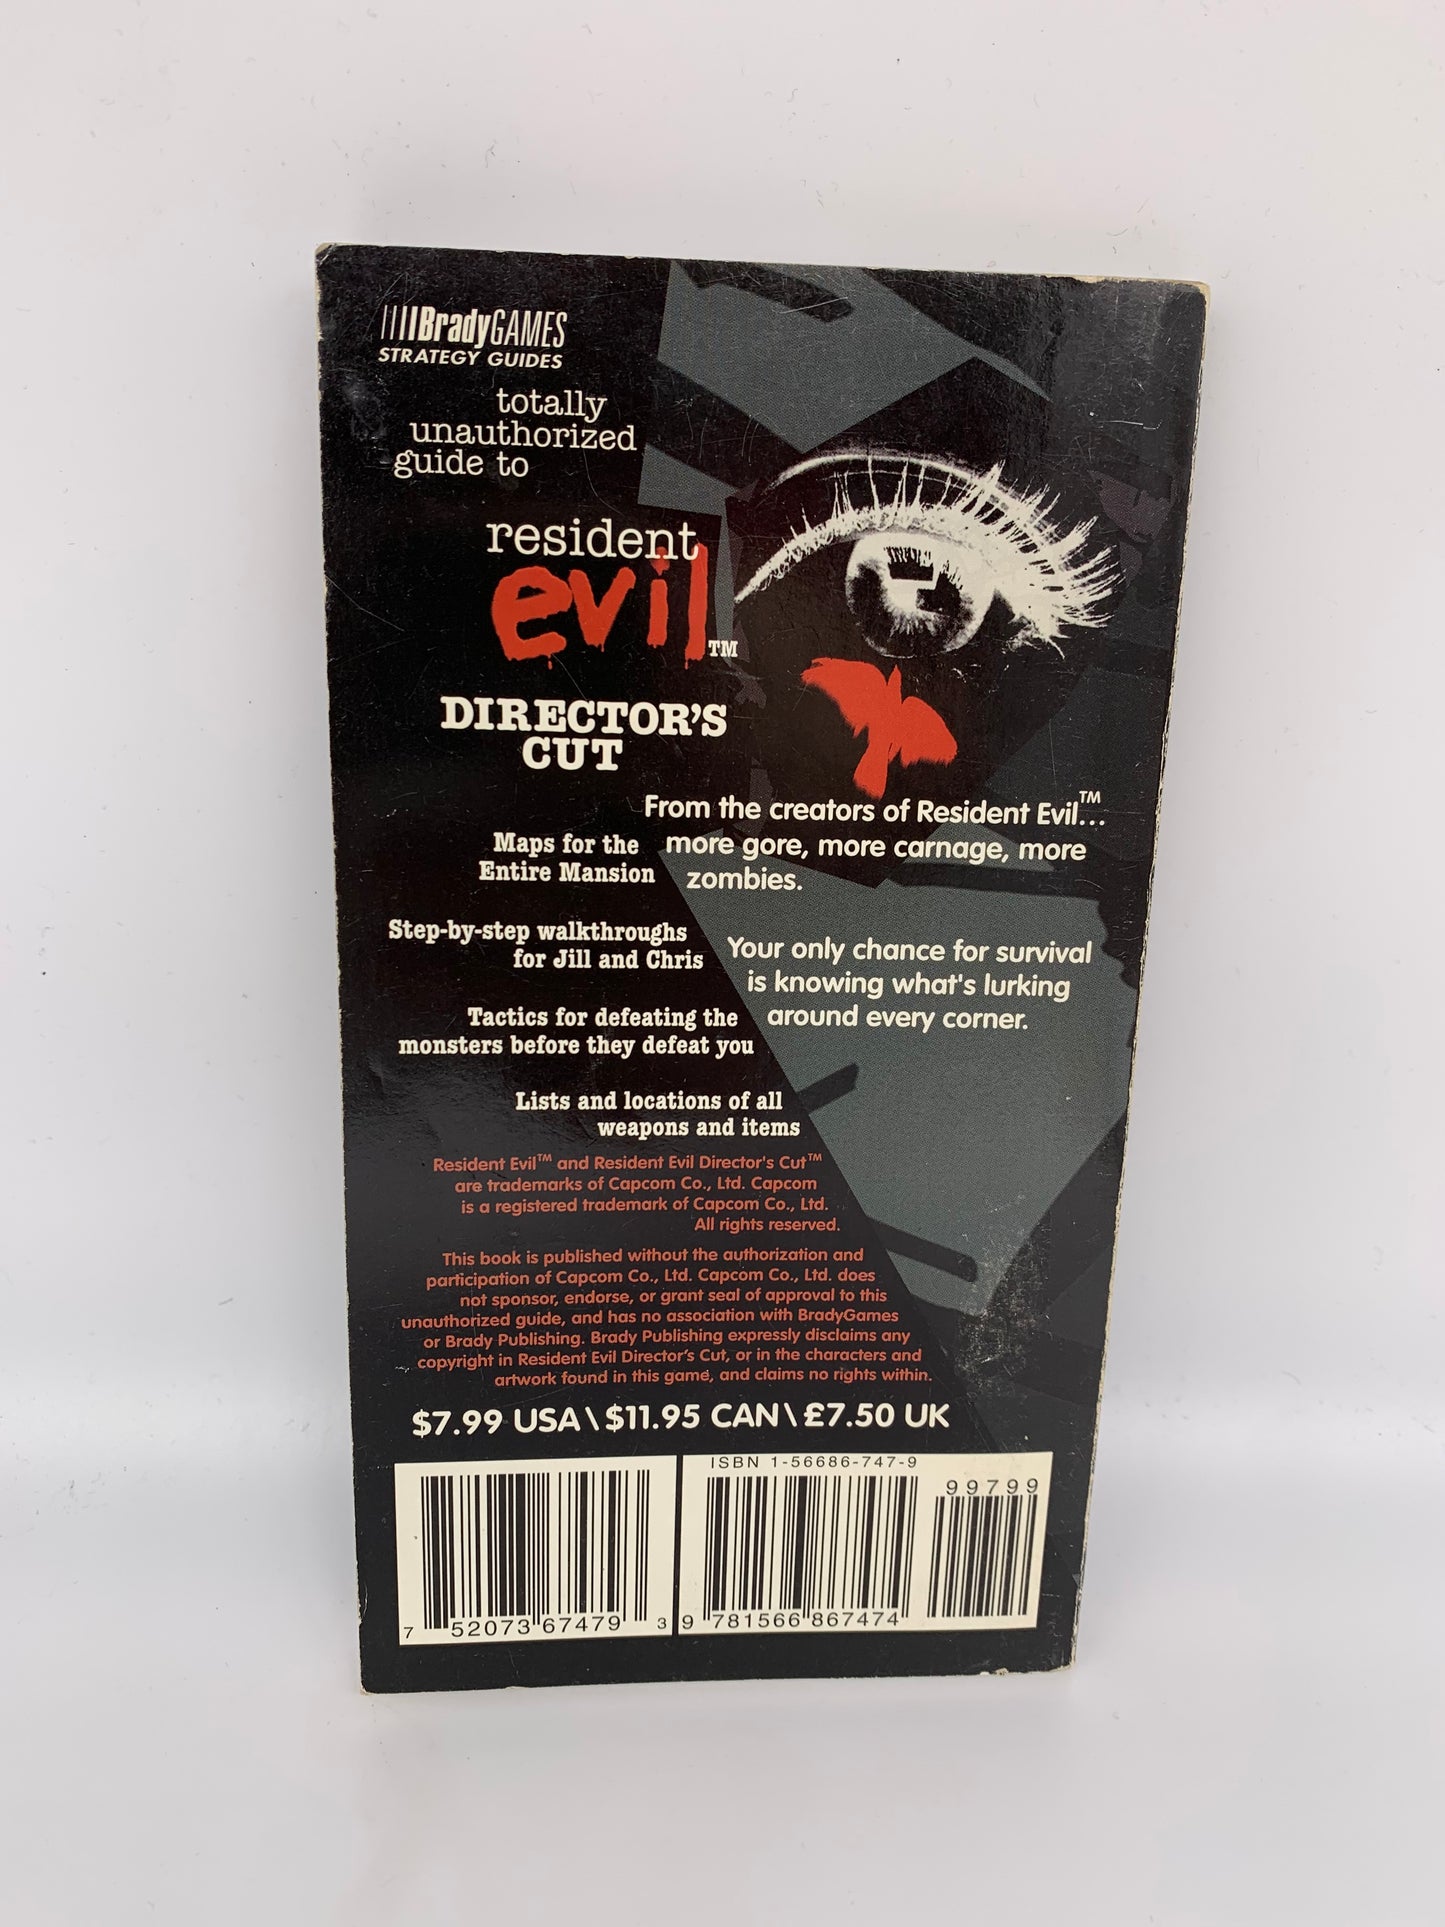 BradyGAMES
STRATEGY GUIDES
totally
unauthorized
guide to
resident
evil™
DIRECTOR'S
CUT
From the creators of Resident Evil™...
more gore, more carnage, more
zombies.
Your only chance for survival
is knowing what's lurking
around every corner.
Maps for the
Entire Mansion
Step-by-step walkthroughs
for Jill and Chris
Tactics for defeating the
monsters before they defeat you
Lists and locations of all
weapons and items
Resident Evil™ and Resident Evil Director's Cut™
are trademarks of Capcom Co., Ltd. Capcom
is a registered trademark of Capcom Co., Ltd.
All rights reserved.
This book is published without the authorization and
participation of Capcom Co., Ltd. Capcom Co., Ltd. does
not sponsor, endorse, or grant seal of approval to this
unauthorized guide, and has no association with BradyGames
or Brady Publishing. Brady Publishing expressly disclaims any
copyright in Resident Evil Director's Cut, or in the characters and
artwork found in this game, and claims no rights within.
$7.99 USA \ $11.95 CAN \ £7.50 UK
ISBN 1-56686-747-9
99799
7 52073 67479 3
9 781566 867474